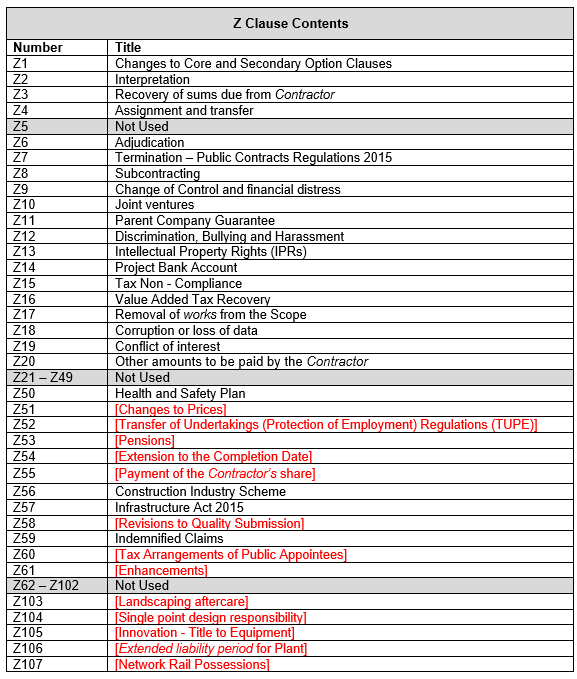 Z Clause Contents
Number Title
Z1 Changes to Core and Secondary Option Clauses
Z2 Interpretation
Z3 Recovery of sums due from Contractor
Z4 Assignment and transfer
Z5 Not Used
Z6 Adjudication
Z7 Termination – Public Contracts Regulations 2015
Z8 Subcontracting
Z9 Change of Control and financial distress
Z10 Joint ventures
Z11 Parent Company Guarantee
Z12 Discrimination, Bullying and Harassment
Z13 Intellectual Property Rights (IPRs)
Z14 Project Bank Account
Z15 Tax Non - Compliance
Z16 Value Added Tax Recovery
Z17 Removal of works from the Scope
Z18 Corruption or loss of data
Z19 Conflict of interest
Z20 Other amounts to be paid by the Contractor
Z21 – Z49 Not Used
Z50 Health and Safety Plan
Z51 [Changes to Prices]
Z52 [Transfer of Undertakings (Protection of Employment) Regulations (TUPE)]
Z53 [Pensions]
Z54 [Extension to the Completion Date]
Z55 [Payment of the Contractor's share]
Z56 Construction Industry Scheme
Z57 Infrastructure Act 2015
Z58 [Revisions to Quality Submission]
Z59 Indemnified Claims
Z60 [Tax Arrangements of Public Appointees]
Z61 [Enhancements]
Z62 – Z102 Not Used
Z103 [Landscaping aftercare]
Z104 [Single point design responsibility]
Z105 [Innovation - Title to Equipment]
Z106 [Extended liability period for Plant]
Z107 [Network Rail Possessions]